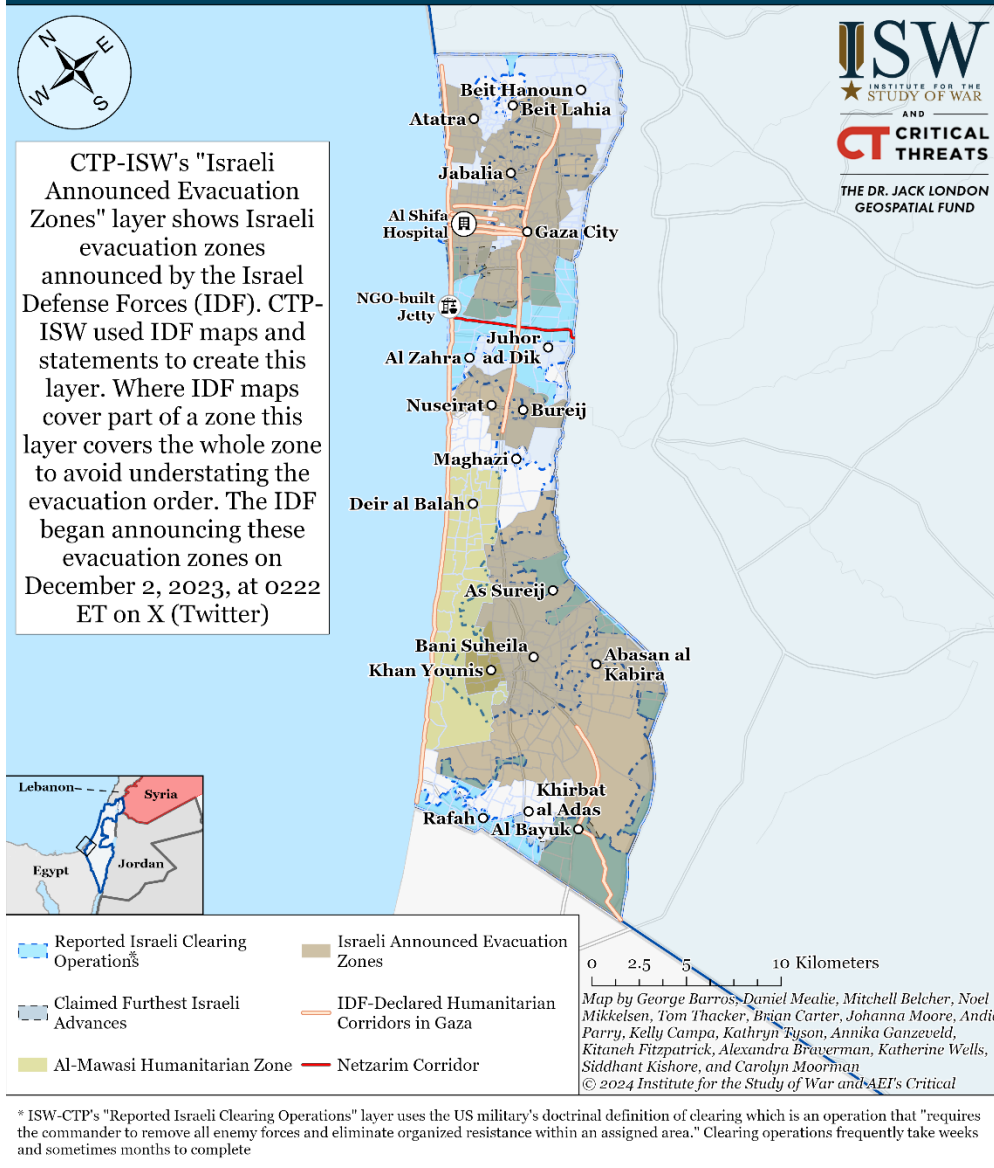 N
E
W
S
ISW
INSTITUTE FOR THE
STUDY OF WAR
AND
CT CRITICAL
THREATS
THE DR. JACK LONDON
GEOSPATIAL FUND
CTP-ISW's "Israeli
Announced Evacuation
Zones" layer shows Israeli
evacuation zones
announced by the Israel
Defense Forces (IDF). CTP-
ISW used IDF maps and
statements to create this
layer. Where IDF maps
cover part of a zone this
layer covers the whole zone
to avoid understating the
evacuation order. The IDF
began announcing these
evacuation zones on
December 2, 2023, at 0222
ET on X (Twitter)
Beit Hanoun
Beit Lahia
Atatra
Jabalia
Al Shifa
Hospital
Gaza City
NGO-built
Jetty
Juhor
ad Dik
Al Zahra
Nuseirat
Bureij
Maghazi
Deir al Balah
As Sureij
Bani Suheila
Khan Younis
Abasan al
Kabira
Khirbat
al Adas
Rafah
Al Bayuk
Lebanon
Syria
Egypt
Jordan
Reported Israeli Clearing
Operations*
Claimed Furthest Israeli
Advances
Al-Mawasi Humanitarian Zone
Israeli Announced Evacuation
Zones
IDF-Declared Humanitarian
Corridors in Gaza
Netzarim Corridor
0 2.5 5 10 Kilometers
Map by George Barros, Daniel Mealie, Mitchell Belcher, Noel
Mikkelsen, Tom Thacker, Brian Carter, Johanna Moore, Andie
Parry, Kelly Campa, Kathryn Tyson, Annika Ganzeveld,
Kitaneh Fitzpatrick, Alexandra Braverman, Katherine Wells,
Siddhant Kishore, and Carolyn Moorman
© 2024 Institute for the Study of War and AEI's Critical
* ISW-CTP's "Reported Israeli Clearing Operations" layer uses the US military's doctrinal definition of clearing which is an operation that "requires
the commander to remove all enemy forces and eliminate organized resistance within an assigned area." Clearing operations frequently take weeks
and sometimes months to complete